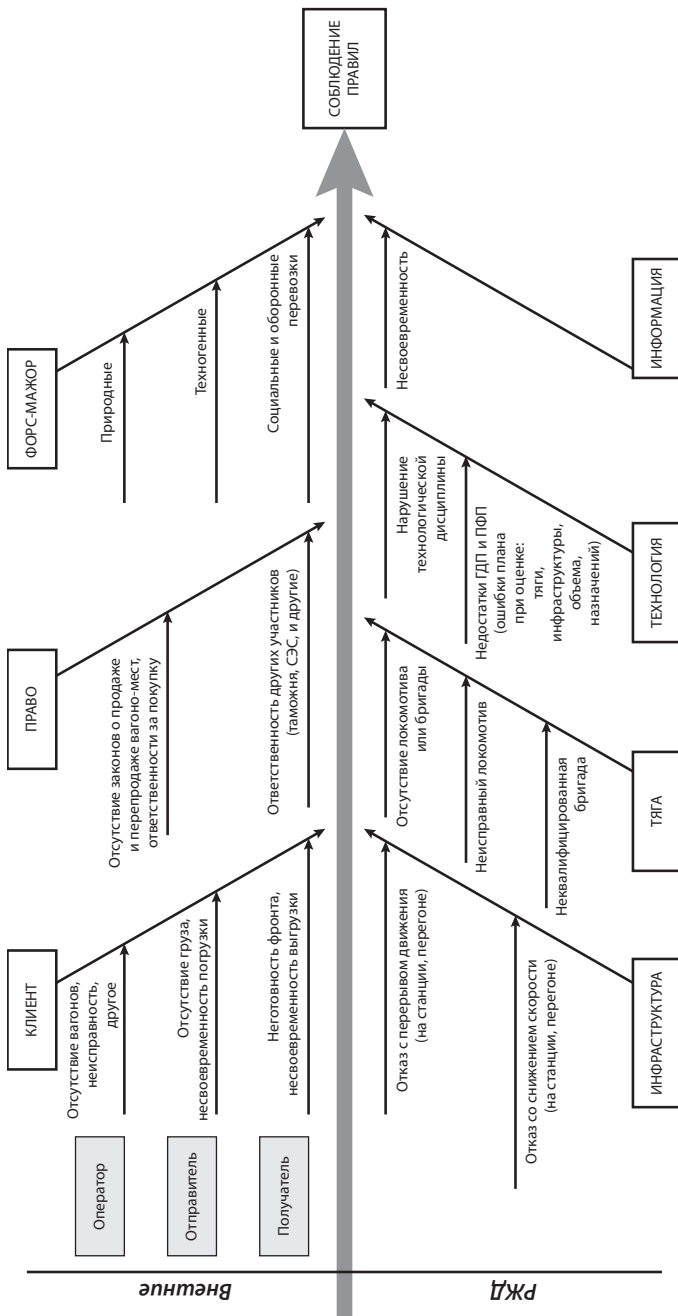 Внешние
РЖД
Оператор
Отправитель
Получатель
КЛИЕНТ
Отсутствие вагонов,
неисправность,
другое
Отсутствие груза,
несвоевременность погрузки
Неготовность фронта,
несвоевременность выгрузки
ПРАВО
Отсутствие законов о продаже
и перепродаже вагоно-мест,
ответственности за покупку
Ответственность других участников
(таможня, СЭС, и другие)
ФОРС-МАЖОР
Природные
Техногенные
Социальные и оборонные
перевозки
СОБЛЮДЕНИЕ
ПРАВИЛ
Отказ с перерывом движения
(на станции, перегоне)
Отказ со снижением скорости
(на станции, перегоне)
ИНФРАСТРУКТУРА
Отсутствие локомотива
или бригады
Неисправный локомотив
Неквалифицированная
бригада
ТЯГА
Нарушение
технологической
дисциплины
Недостатки ГДП и ПФП
(ошибки плана
при оценке:
тяги,
инфраструктуры,
объема,
назначений)
ТЕХНОЛОГИЯ
Несвоевременность
ИНФОРМАЦИЯ